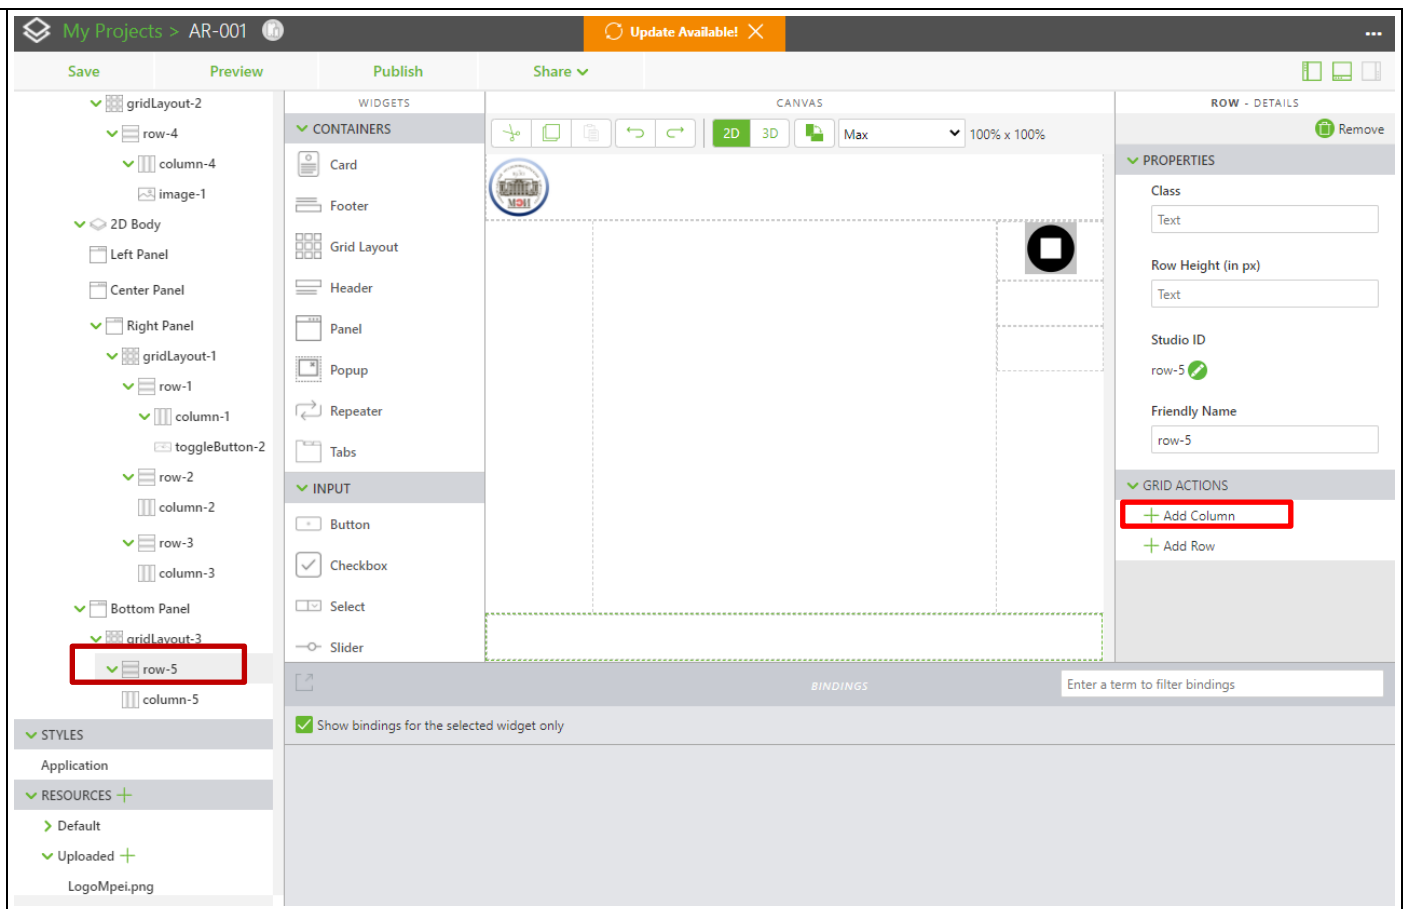 My Projects > AR-001
Update Available!
Save
Preview
Publish
Share
gridLayout-2
row-4
column-4
image-1
2D Body
Left Panel
Center Panel
Right Panel
gridLayout-1
row-1
column-1
toggleButton-2
row-2
column-2
row-3
column-3
Bottom Panel
gridLayout-3
row-5
column-5
STYLES
Application
RESOURCES
Default
Uploaded
LogoMpei.png
WIDGETS
CONTAINERS
Card
Footer
Grid Layout
Header
Panel
Popup
Repeater
Tabs
INPUT
Button
Checkbox
Select
Slider
CANVAS
2D
3D
Max
100% x 100%
МЭИ
BINDINGS
Enter a term to filter bindings
Show bindings for the selected widget only
ROW - DETAILS
Remove
PROPERTIES
Class
Text
Row Height (in px)
Text
Studio ID
row-5
Friendly Name
row-5
GRID ACTIONS
Add Column
Add Row